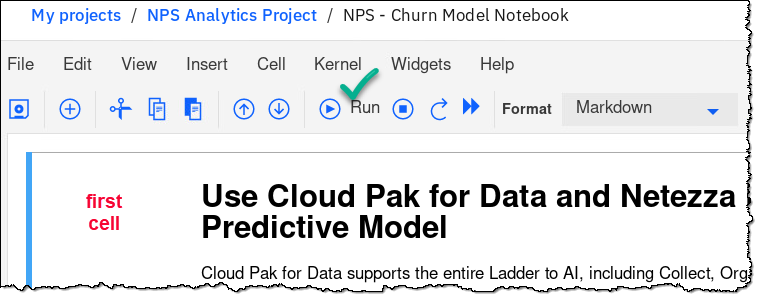 My projects / NPS Analytics Project / NPS - Churn Model Notebook
File Edit View Insert Cell Kernel Widgets Help
Run Format Markdown
first
cell
Use Cloud Pak for Data and Netezza
Predictive Model
Cloud Pak for Data supports the entire Ladder to AI, including Collect, Org